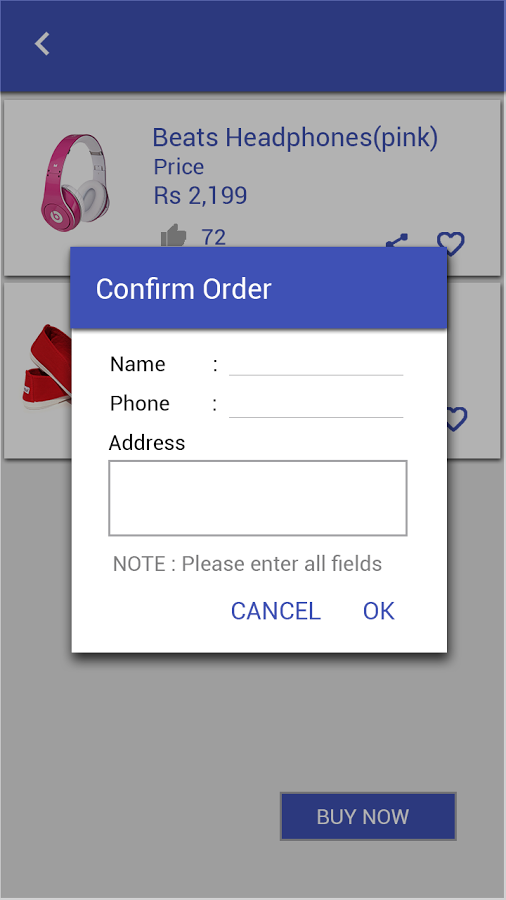 Beats Headphones(pink)
Price
Rs 2,199
72
Confirm Order
Name :
Phone :
Address
NOTE : Please enter all fields
CANCEL OK
BUY NOW